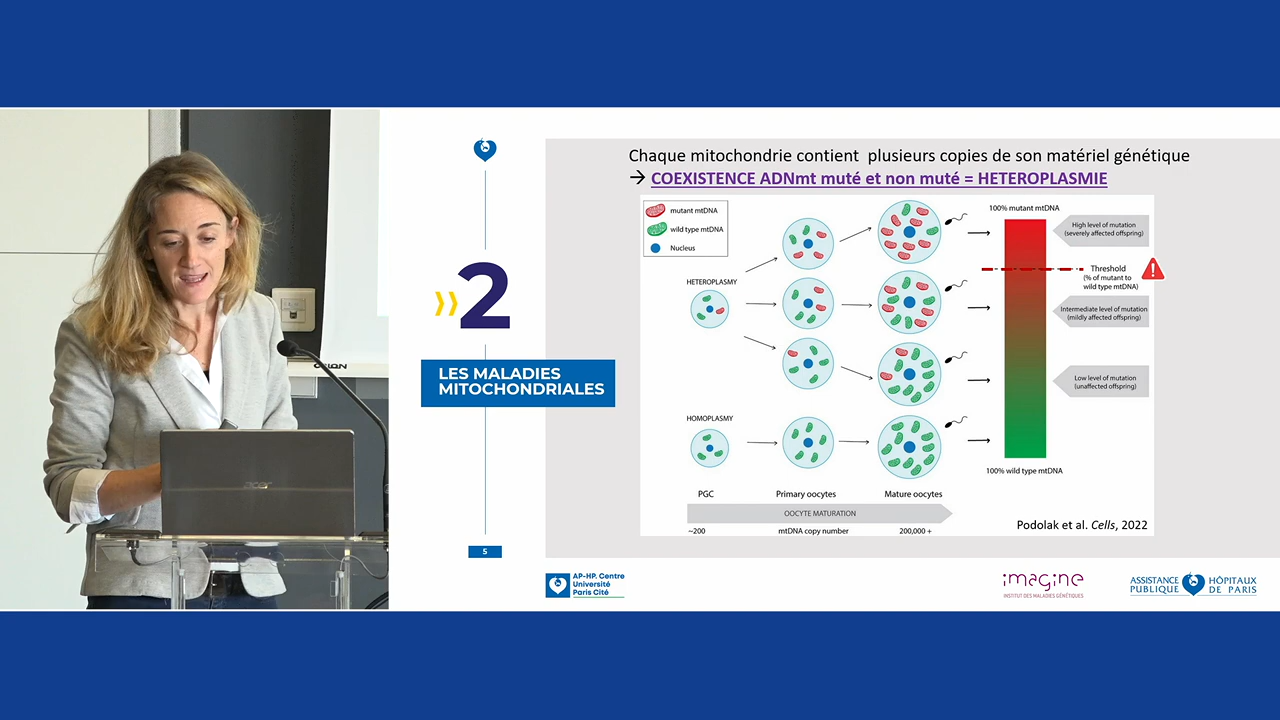 Chaque mitochondrie contient plusieurs copies de son matériel génétique
→ COEXISTENCE ADNmt muté et non muté = HETEROPLASMIE
»2
LES MALADIES
MITOCHONDRIALES
5
mutant mtDNA
wild type mtDNA
Nucleus
HETEROPLASMY
HOMOPLASMY
PGC
Primary oocytes
Mature oocytes
OOCYTE MATURATION
~200
mtDNA copy number
200,000 +
100% mutant mtDNA
High level of mutation
(severely affected offspring)
Threshold
(% of mutant to
wild type mtDNA)
Intermediate level of mutation
(mildly affected offspring)
Low level of mutation
(unaffected offspring)
100% wild type mtDNA
Podolak et al. Cells, 2022
AP-HP. Centre
Université
Paris Cité
imagine
INSTITUT DES MALADIES GÉNÉTIQUES
ASSISTANCE
PUBLIQUE
HÔPITAUX
DE PARIS
acer